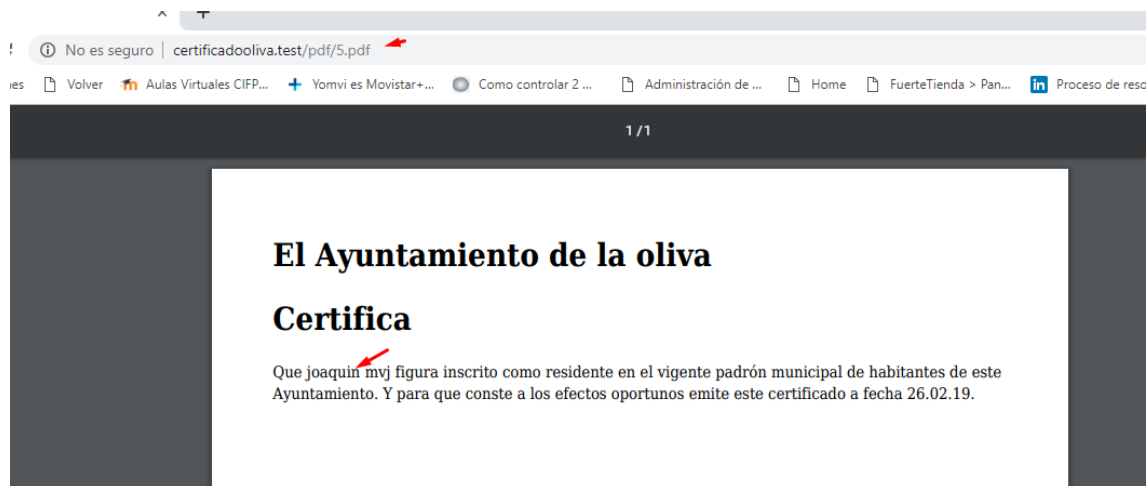 No es seguro | certificadooliva.test/pdf/5.pdf
nes Volver Aulas Virtuales CIFP... Yomvi es Movistar+... Como controlar 2 ... Administración de ... Home FuerteTienda > Pan... in Proceso de reso
1 / 1
El Ayuntamiento de la oliva
Certifica
Que joaquin mvj figura inscrito como residente en el vigente padrón municipal de habitantes de este
Ayuntamiento. Y para que conste a los efectos oportunos emite este certificado a fecha 26.02.19.